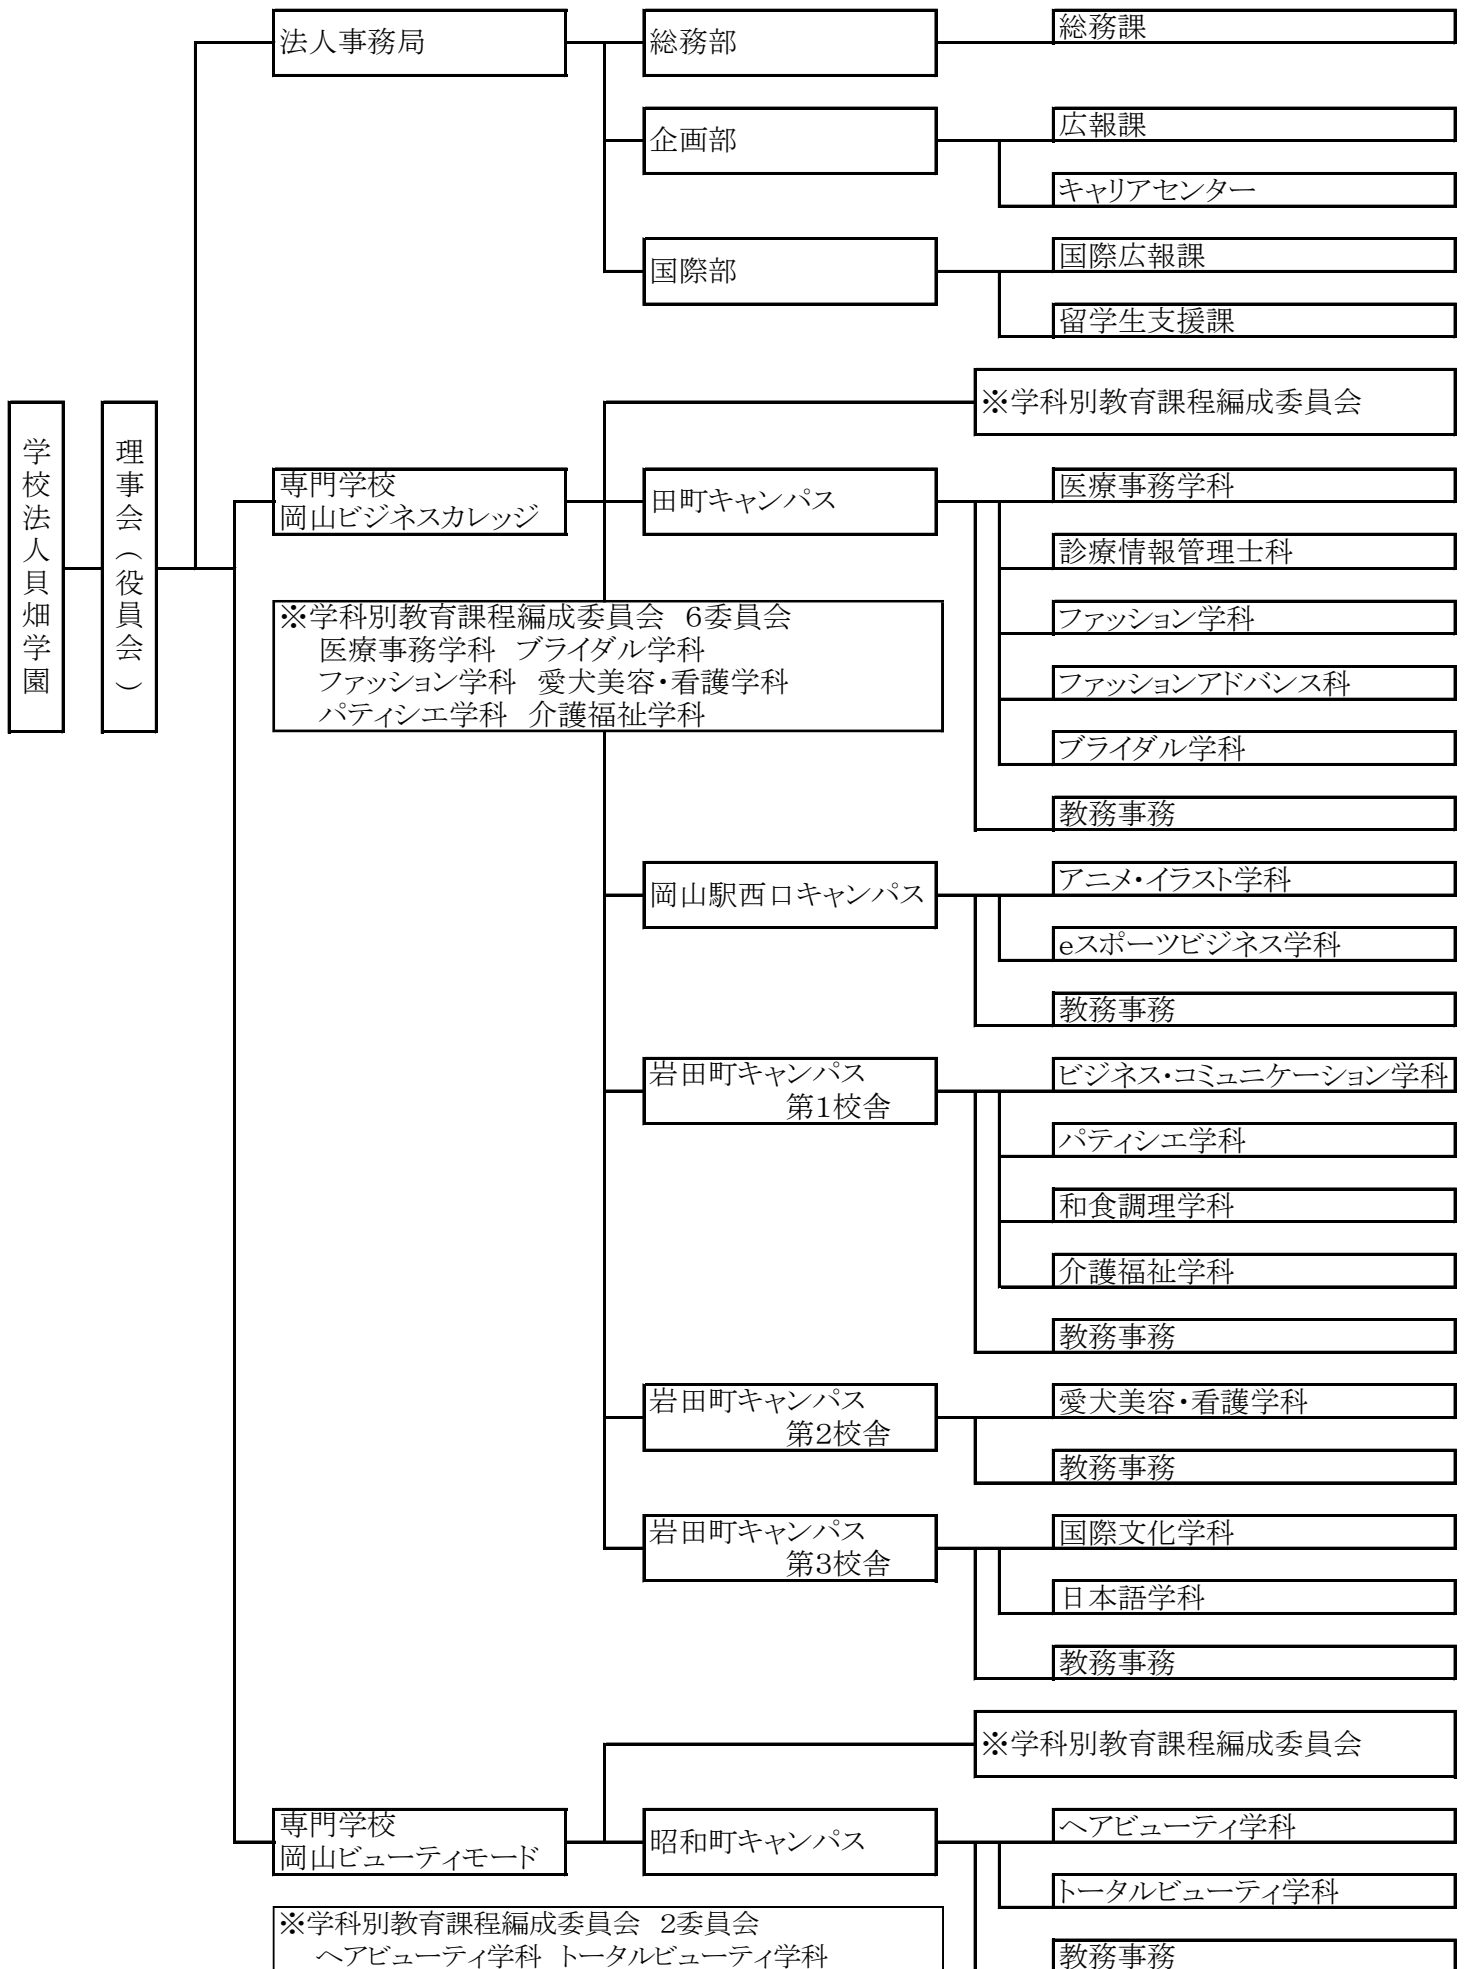 学校法人貝畑学園
理事会（役員会）
法人事務局
総務部
総務課
企画部
広報課
キャリアセンター
国際部
国際広報課
留学生支援課
※学科別教育課程編成委員会
専門学校
岡山ビジネスカレッジ
※学科別教育課程編成委員会　6委員会
医療事務学科　ブライダル学科
ファッション学科　愛犬美容・看護学科
パティシエ学科　介護福祉学科
田町キャンパス
医療事務学科
診療情報管理士科
ファッション学科
ファッションアドバンス科
ブライダル学科
教務事務
岡山駅西口キャンパス
アニメ・イラスト学科
eスポーツビジネス学科
教務事務
岩田町キャンパス
第1校舎
ビジネス・コミュニケーション学科
パティシエ学科
和食調理学科
介護福祉学科
教務事務
岩田町キャンパス
第2校舎
愛犬美容・看護学科
教務事務
岩田町キャンパス
第3校舎
国際文化学科
日本語学科
教務事務
※学科別教育課程編成委員会
専門学校
岡山ビューティモード
※学科別教育課程編成委員会　2委員会
ヘアビューティ学科　トータルビューティ学科
昭和町キャンパス
ヘアビューティ学科
トータルビューティ学科
教務事務